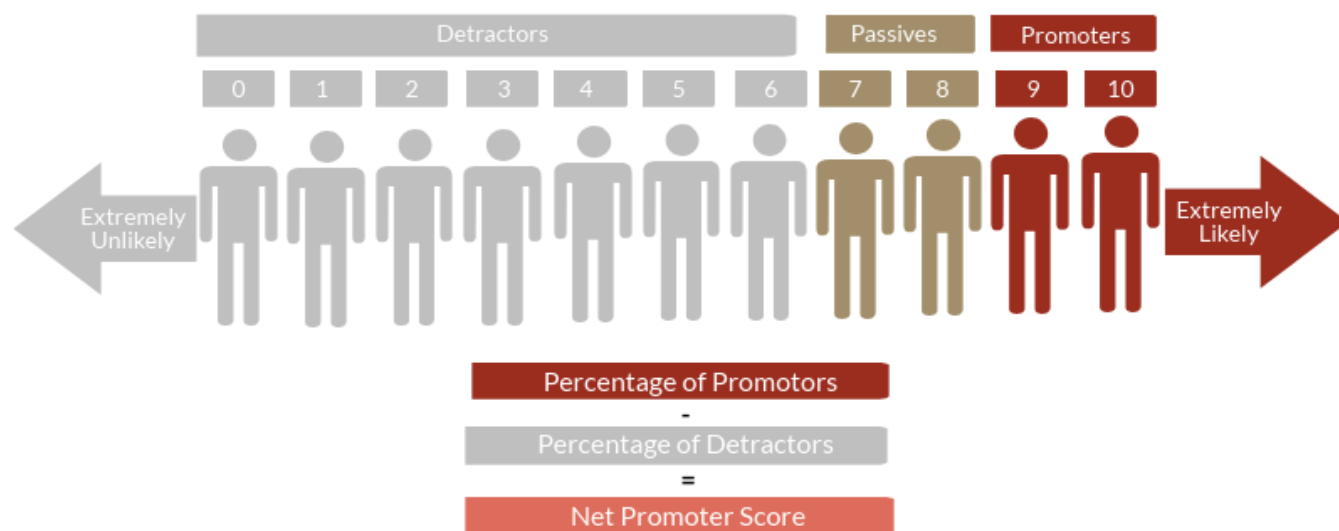 Detractors Passives Promoters
0 1 2 3 4 5 6 7 8 9 10
Extremely
Unlikely
Extremely
Likely
Percentage of Promotors
-
Percentage of Detractors
=
Net Promoter Score